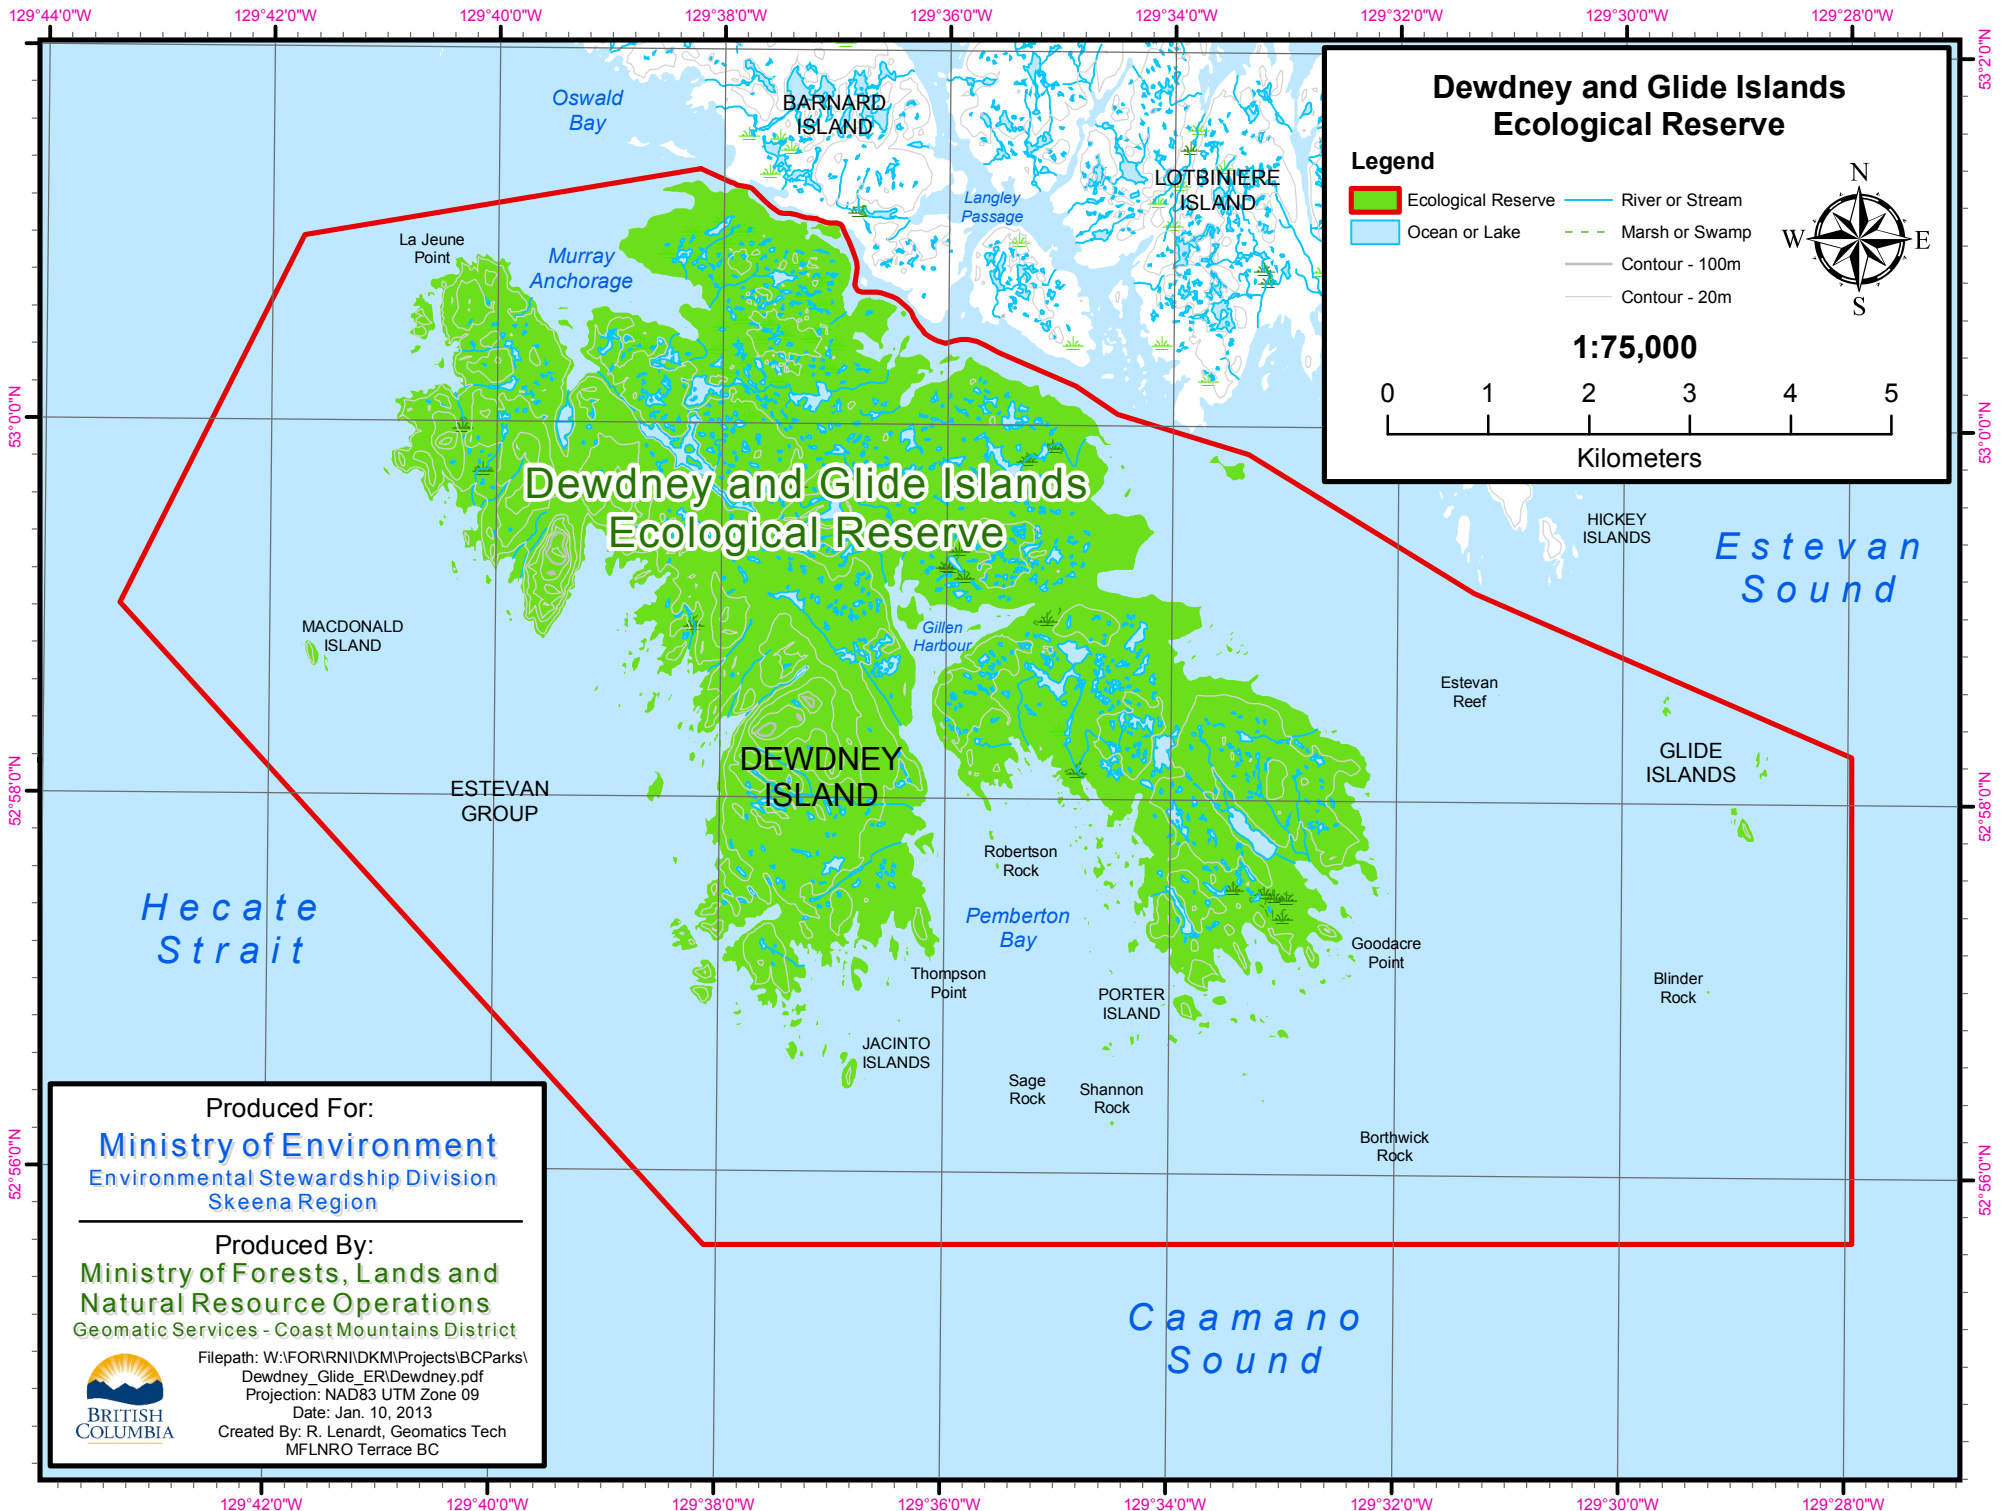 129°44'0"W
129°42'0"W
129°40'0"W
129°38'0"W
129°36'0"W
129°34'0"W
129°32'0"W
129°30'0"W
129°28'0"W
53°2'0"N
53°0'0"N
52°58'0"N
52°56'0"N
53°0'0"N
52°58'0"N
52°56'0"N
Dewdney and Glide Islands
Ecological Reserve
Legend
Ecological Reserve
Ocean or Lake
River or Stream
Marsh or Swamp
Contour - 100m
Contour - 20m
N
W
E
S
1:75,000
0 1 2 3 4 5
Kilometers
Oswald
Bay
BARNARD
ISLAND
LOTBINIERE
ISLAND
Langley
Passage
La Jeune
Point
Murray
Anchorage
Dewdney and Glide Islands
Ecological Reserve
HICKEY
ISLANDS
Estevan
Sound
MACDONALD
ISLAND
Gillen
Harbour
Estevan
Reef
GLIDE
ISLANDS
DEWDNEY
ISLAND
ESTEVAN
GROUP
Robertson
Rock
Hecate
Strait
Pemberton
Bay
Goodacre
Point
Thompson
Point
PORTER
ISLAND
Blinder
Rock
JACINTO
ISLANDS
Sage
Rock
Shannon
Rock
Borthwick
Rock
Caamano
Sound
Produced For:
Ministry of Environment
Environmental Stewardship Division
Skeena Region
Produced By:
Ministry of Forests, Lands and
Natural Resource Operations
Geomatic Services - Coast Mountains District
Filepath: W:\FOR\RNI\DKM\Projects\BCParks\
Dewdney_Glide_ER\Dewdney.pdf
Projection: NAD83 UTM Zone 09
Date: Jan. 10, 2013
Created By: R. Lenardt, Geomatics Tech
MFLNRO Terrace BC
BRITISH
COLUMBIA
129°42'0"W
129°40'0"W
129°38'0"W
129°36'0"W
129°34'0"W
129°32'0"W
129°30'0"W
129°28'0"W